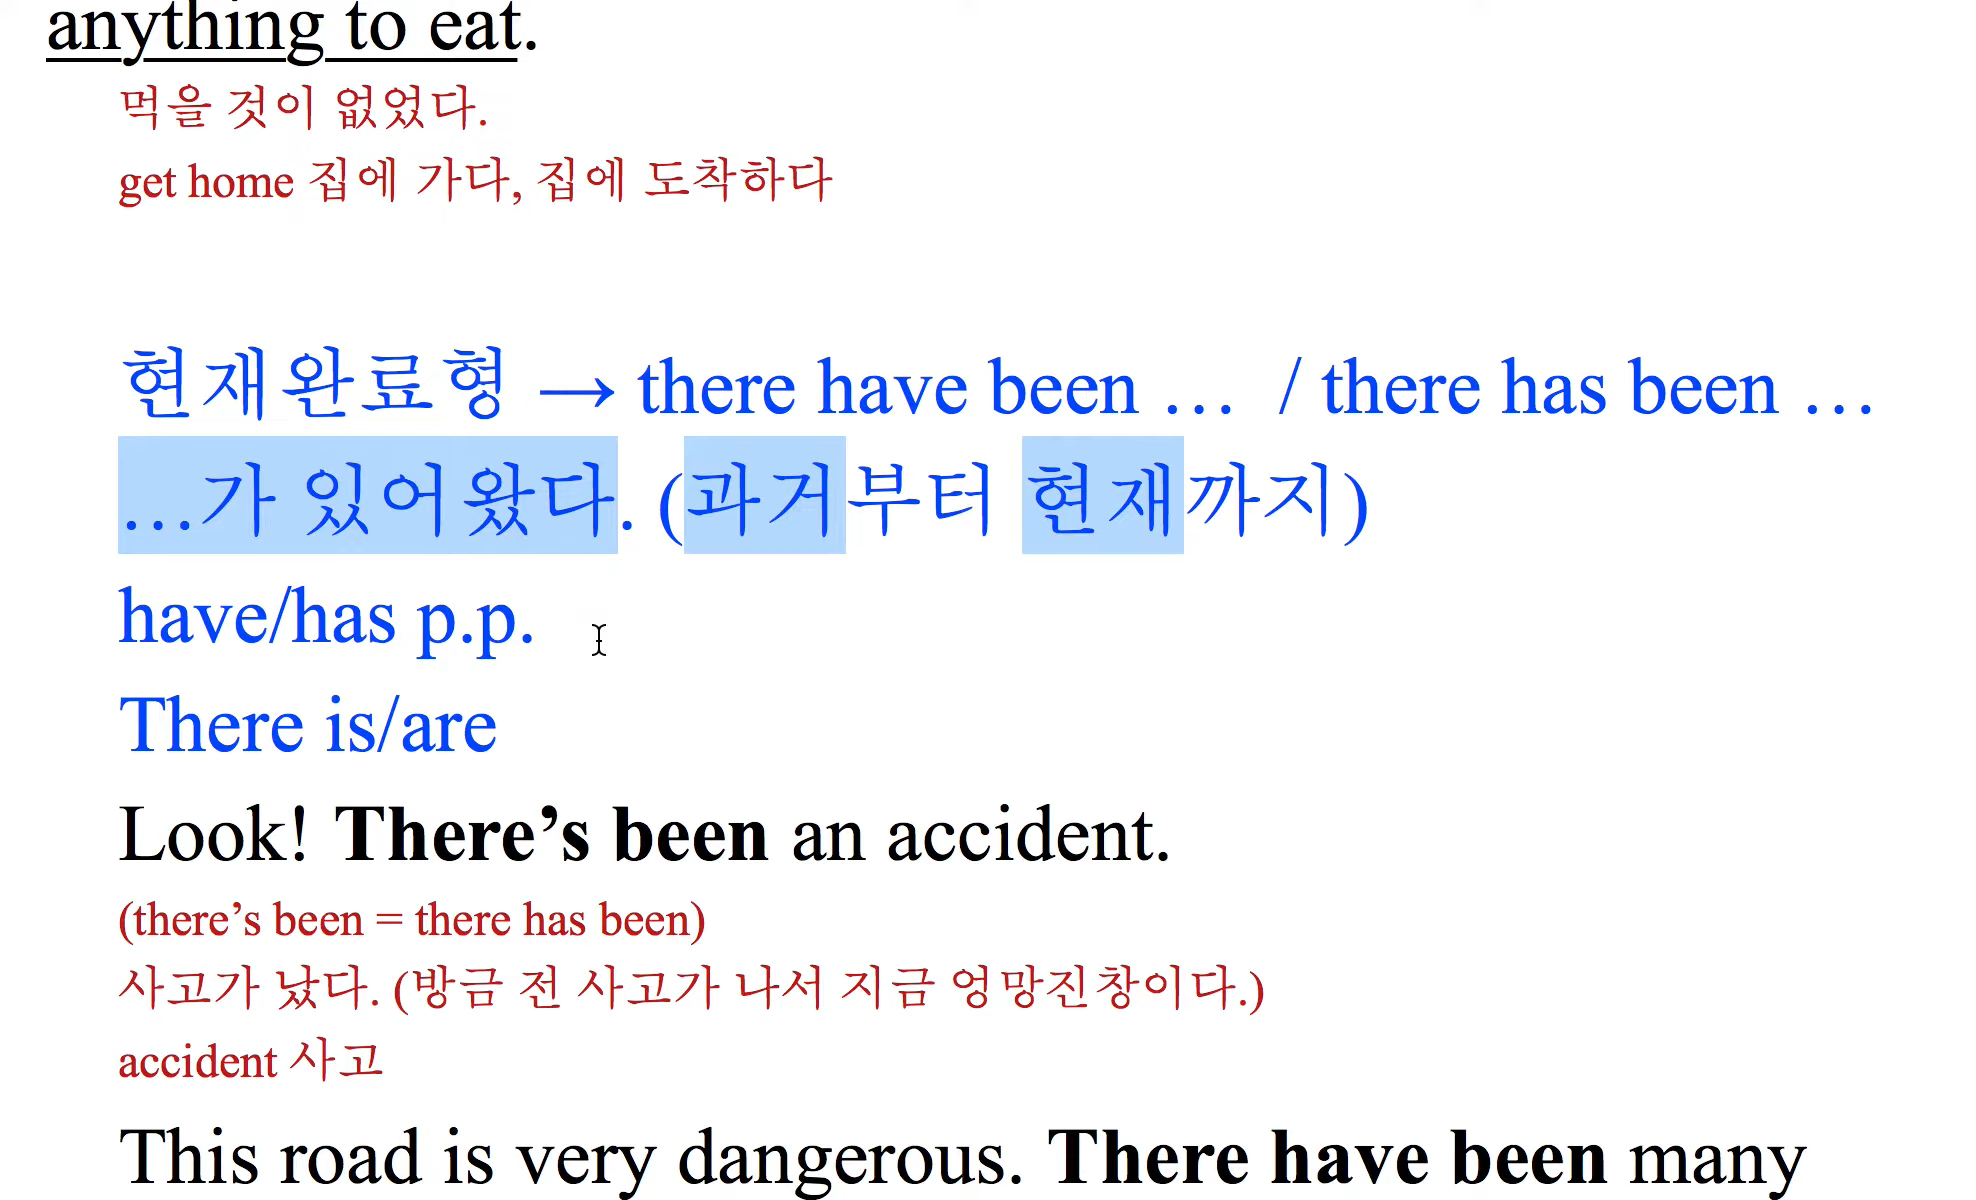 anything to eat.
먹을 것이 없었다.
get home 집에 가다, 집에 도착하다
현재완료형 → there have been … / there has been …
…가 있어왔다. (과거부터 현재까지)
have/has p.p.
There is/are
Look! There’s been an accident.
(there’s been = there has been)
사고가 났다. (방금 전 사고가 나서 지금 엉망진창이다.)
accident 사고
This road is very dangerous. There have been many